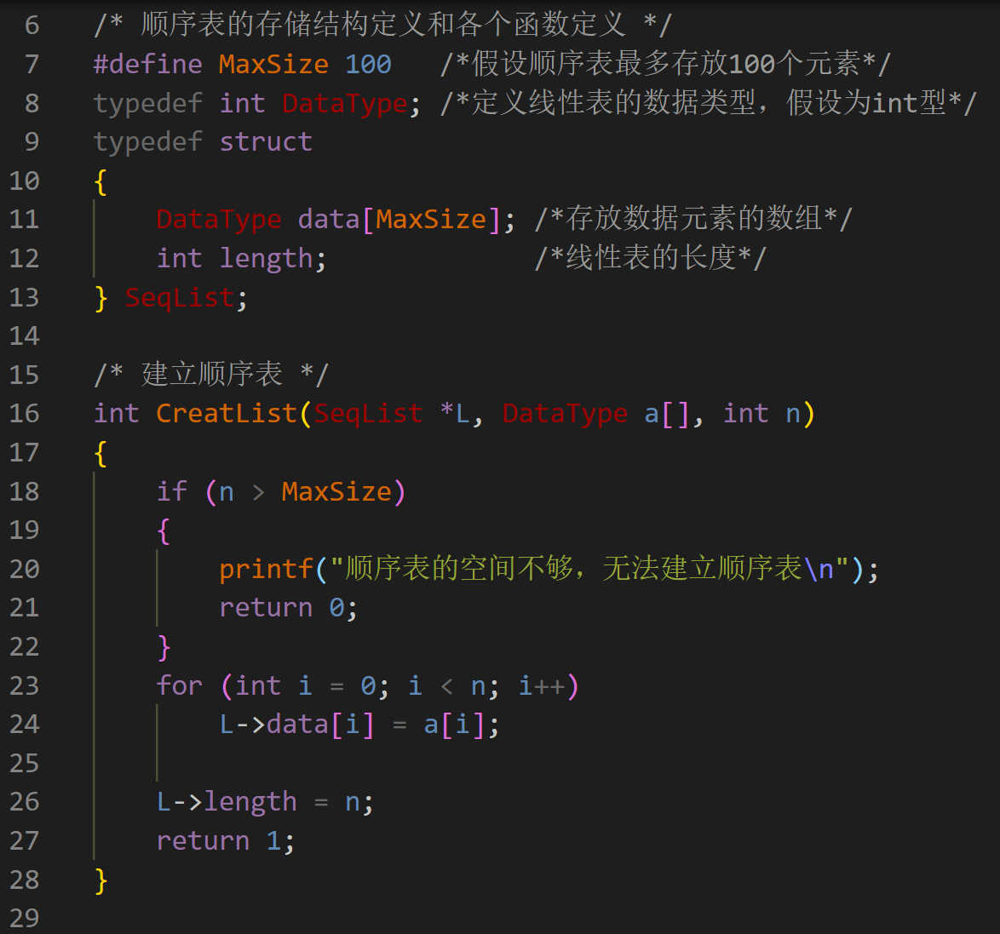 6 /* 顺序表的存储结构定义和各个函数定义 */
7 #define MaxSize 100 /*假设顺序表最多存放100个元素*/
8 typedef int DataType; /*定义线性表的数据类型，假设为int型*/
9 typedef struct
10 {
11 DataType data[MaxSize]; /*存放数据元素的数组*/
12 int length; /*线性表的长度*/
13 } SeqList;
14
15 /* 建立顺序表 */
16 int CreatList(SeqList *L, DataType a[], int n)
17 {
18 if (n > MaxSize)
19 {
20 printf("顺序表的空间不够，无法建立顺序表\n");
21 return 0;
22 }
23 for (int i = 0; i < n; i++)
24 L->data[i] = a[i];
25
26 L->length = n;
27 return 1;
28 }
29